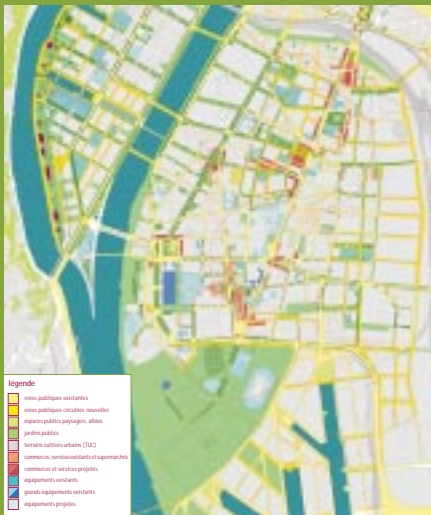 légende
voies publiques existantes
voies publiques circulées nouvelles
espaces publics paysagers, allées
jardins publics
terrains cultivés urbains (TUC)
commerces, services existants et supermarchés
commerces et services projetés
équipements existants
grands équipements existants
équipements projetés